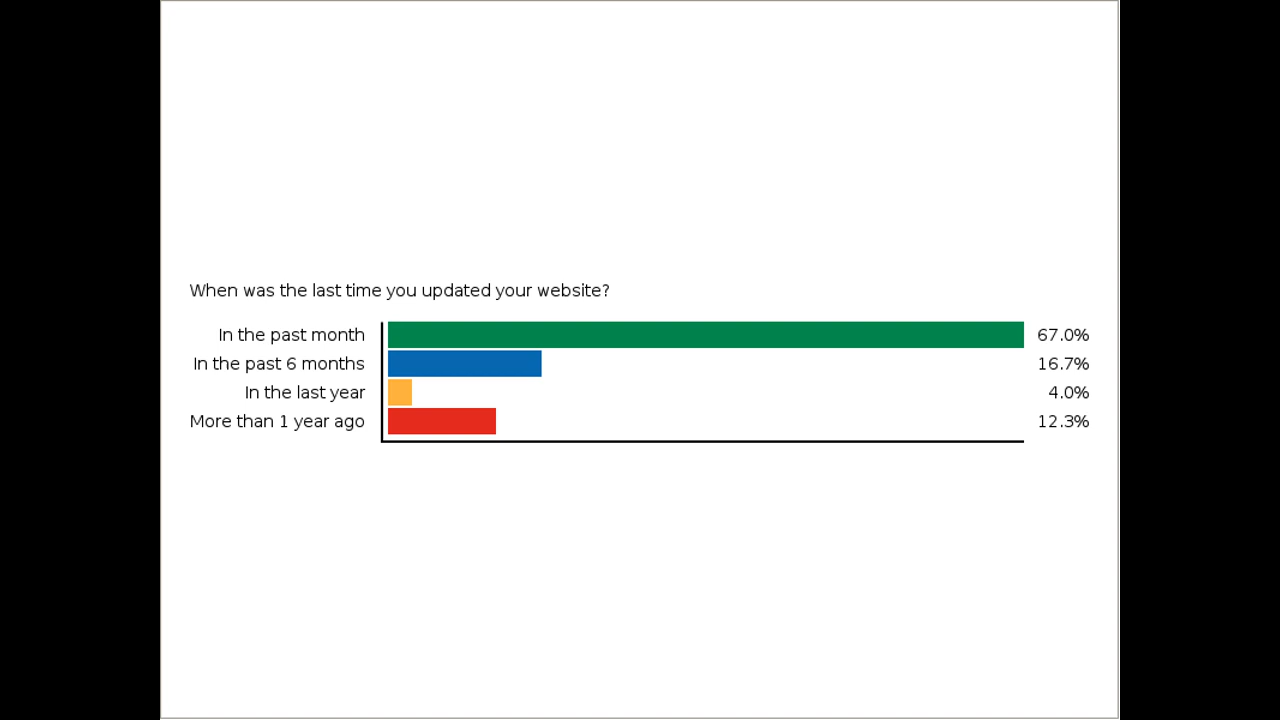 When was the last time you updated your website?
In the past month 67.0%
In the past 6 months 16.7%
In the last year 4.0%
More than 1 year ago 12.3%